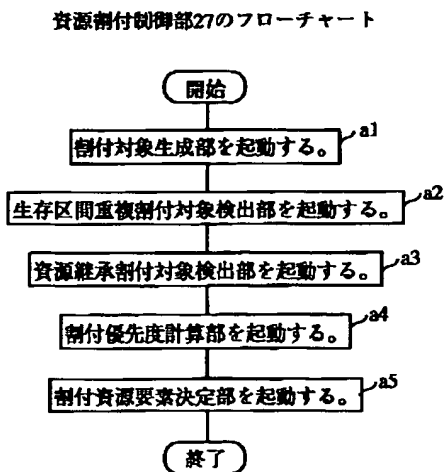 資源割付制御部27のフローチャート
開始
割付対象生成部を起動する。 a1
生存区間重複割付対象検出部を起動する。 a2
資源継承割付対象検出部を起動する。 a3
割付優先度計算部を起動する。 a4
割付資源要素決定部を起動する。 a5
終了